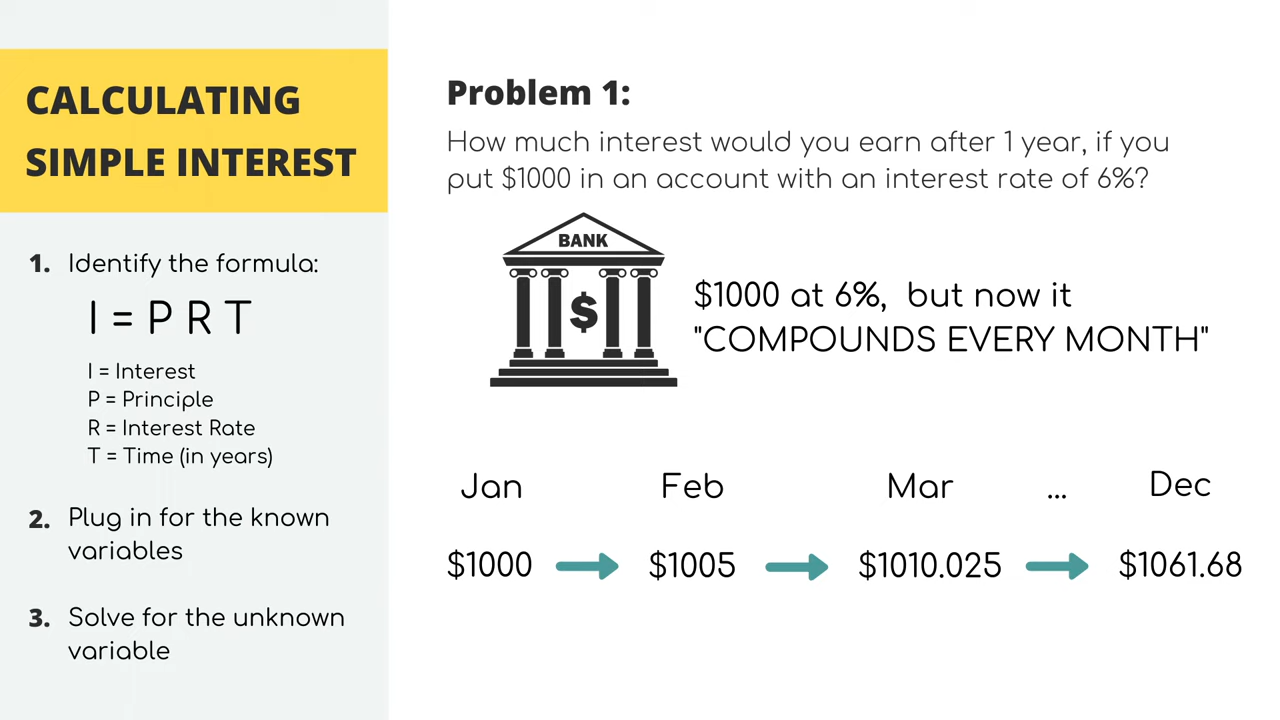 CALCULATING
SIMPLE INTEREST
1. Identify the formula:
I = P R T
I = Interest
P = Principle
R = Interest Rate
T = Time (in years)
2. Plug in for the known
variables
3. Solve for the unknown
variable
Problem 1:
How much interest would you earn after 1 year, if you
put $1000 in an account with an interest rate of 6%?
BANK
$
$1000 at 6%, but now it
"COMPOUNDS EVERY MONTH"
Jan Feb Mar ... Dec
$1000 $1005 $1010.025 $1061.68